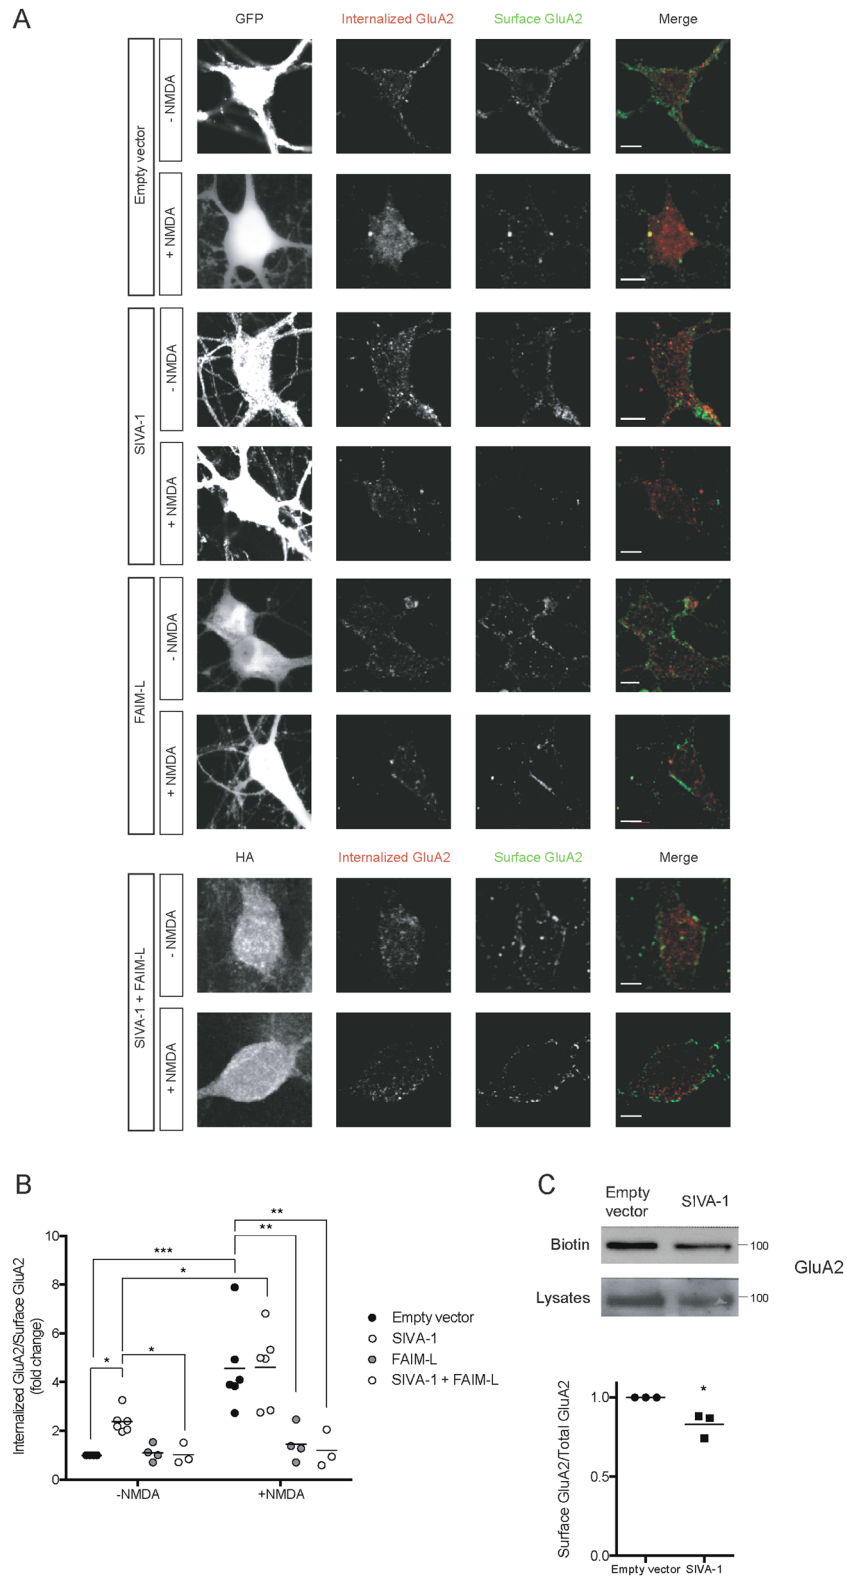 A
GFP Internalized GluA2 Surface GluA2 Merge
Empty vector
- NMDA
+ NMDA
SIVA-1
- NMDA
+ NMDA
FAIM-L
- NMDA
+ NMDA
HA Internalized GluA2 Surface GluA2 Merge
SIVA-1 + FAIM-L
- NMDA
+ NMDA
B
Internalized GluA2/Surface GluA2
(fold change)
10
8
6
4
2
0
**
**
***
*
*
*
-NMDA +NMDA
Empty vector
SIVA-1
FAIM-L
SIVA-1 + FAIM-L
C
Empty
vector
SIVA-1
Biotin 100
GluA2
Lysates 100
Surface GluA2/Total GluA2
1.0
0.5
0.0
*
Empty vector SIVA-1